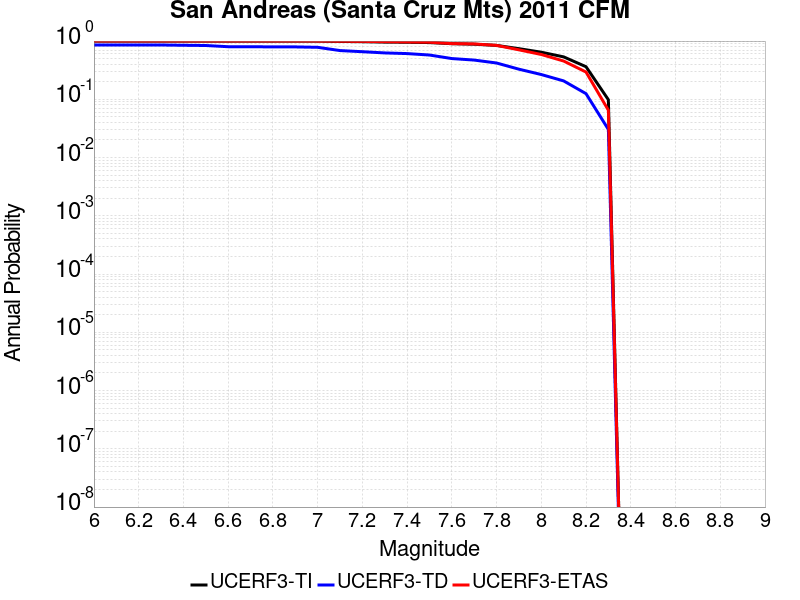 San Andreas (Santa Cruz Mts) 2011 CFM
Annual Probability
10^0
10^-1
10^-2
10^-3
10^-4
10^-5
10^-6
10^-7
10^-8
6 6.2 6.4 6.6 6.8 7 7.2 7.4 7.6 7.8 8 8.2 8.4 8.6 8.8 9
Magnitude
UCERF3-TI UCERF3-TD UCERF3-ETAS